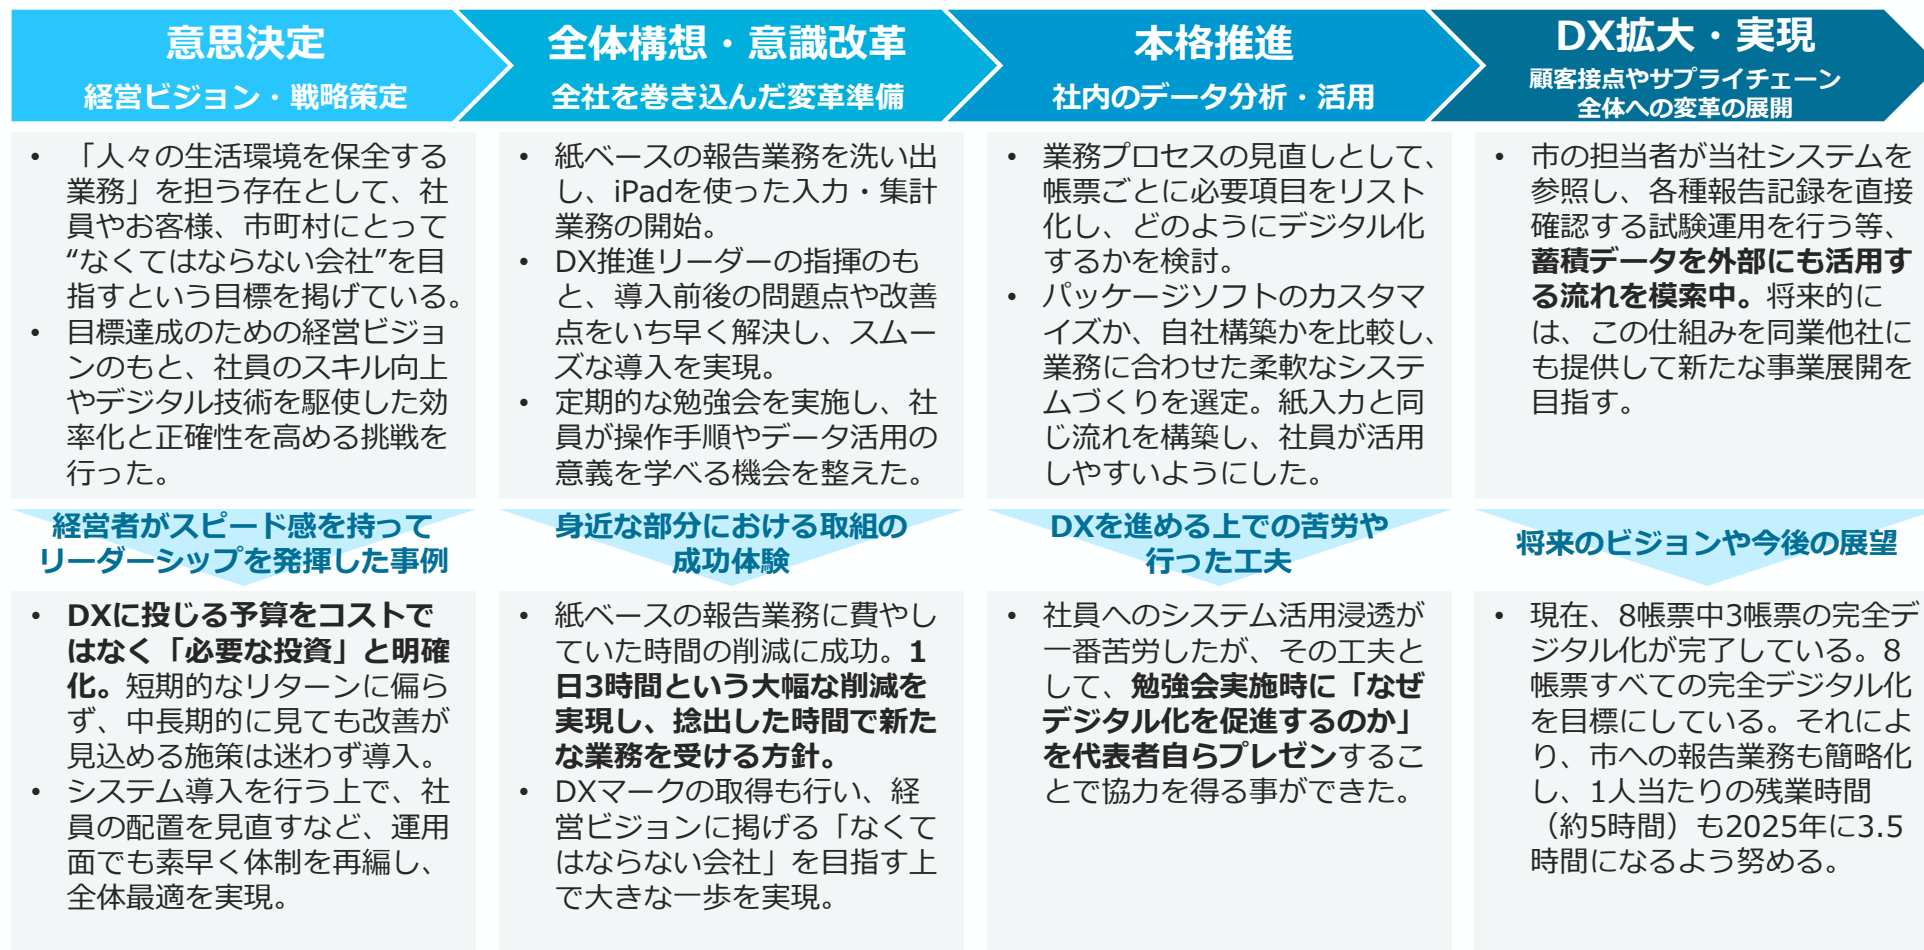 意思決定
経営ビジョン・戦略策定
• 「人々の生活環境を保全する
業務」を担う存在として、社
員やお客様、市町村にとって
“なくてはならない会社”を目
指すという目標を掲げている。
• 目標達成のための経営ビジョ
ンのもと、社員のスキル向上
やデジタル技術を駆使した効
率化と正確性を高める挑戦を
行った。
経営者がスピード感を持って
リーダーシップを発揮した事例
• DXに投じる予算をコストで
はなく「必要な投資」と明確
化。短期的なリターンに偏ら
ず、中長期的に見ても改善が
見込める施策は迷わず導入。
• システム導入を行う上で、社
員の配置を見直すなど、運用
面でも素早く体制を再編し、
全体最適を実現。
全体構想・意識改革
全社を巻き込んだ変革準備
• 紙ベースの報告業務を洗い出
し、iPadを使った入力・集計
業務の開始。
• DX推進リーダーの指揮のも
と、導入前後の問題点や改善
点をいち早く解決し、スムー
ズな導入を実現。
• 定期的な勉強会を実施し、社
員が操作手順やデータ活用の
意義を学べる機会を整えた。
身近な部分における取組の
成功体験
• 紙ベースの報告業務に費やし
ていた時間の削減に成功。1
日3時間という大幅な削減を
実現し、捻出した時間で新た
な業務を受ける方針。
• DXマークの取得も行い、経
営ビジョンに掲げる「なくて
はならない会社」を目指す上
で大きな一歩を実現。
本格推進
社内のデータ分析・活用
• 業務プロセスの見直しとして、
帳票ごとに必要項目をリスト
化し、どのようにデジタル化
するかを検討。
• パッケージソフトのカスタマ
イズか、自社構築かを比較し、
業務に合わせた柔軟なシステ
ムづくりを選定。紙入力と同
じ流れを構築し、社員が活用
しやすいようにした。
DXを進める上での苦労や
行った工夫
• 社員へのシステム活用浸透が
一番苦労したが、その工夫と
して、勉強会実施時に「なぜ
デジタル化を促進するのか」
を代表者自らプレゼンするこ
とで協力を得る事ができた。
DX拡大・実現
顧客接点やサプライチェーン
全体への変革の展開
• 市の担当者が当社システムを
参照し、各種報告記録を直接
確認する試験運用を行う等、
蓄積データを外部にも活用す
る流れを模索中。将来的に
は、この仕組みを同業他社に
も提供して新たな事業展開を
目指す。
将来のビジョンや今後の展望
• 現在、8帳票中3帳票の完全デ
ジタル化が完了している。8
帳票すべての完全デジタル化
を目標にしている。それによ
り、市への報告業務も簡略化
し、1人当たりの残業時間
（約5時間）も2025年に3.5
時間になるよう努める。